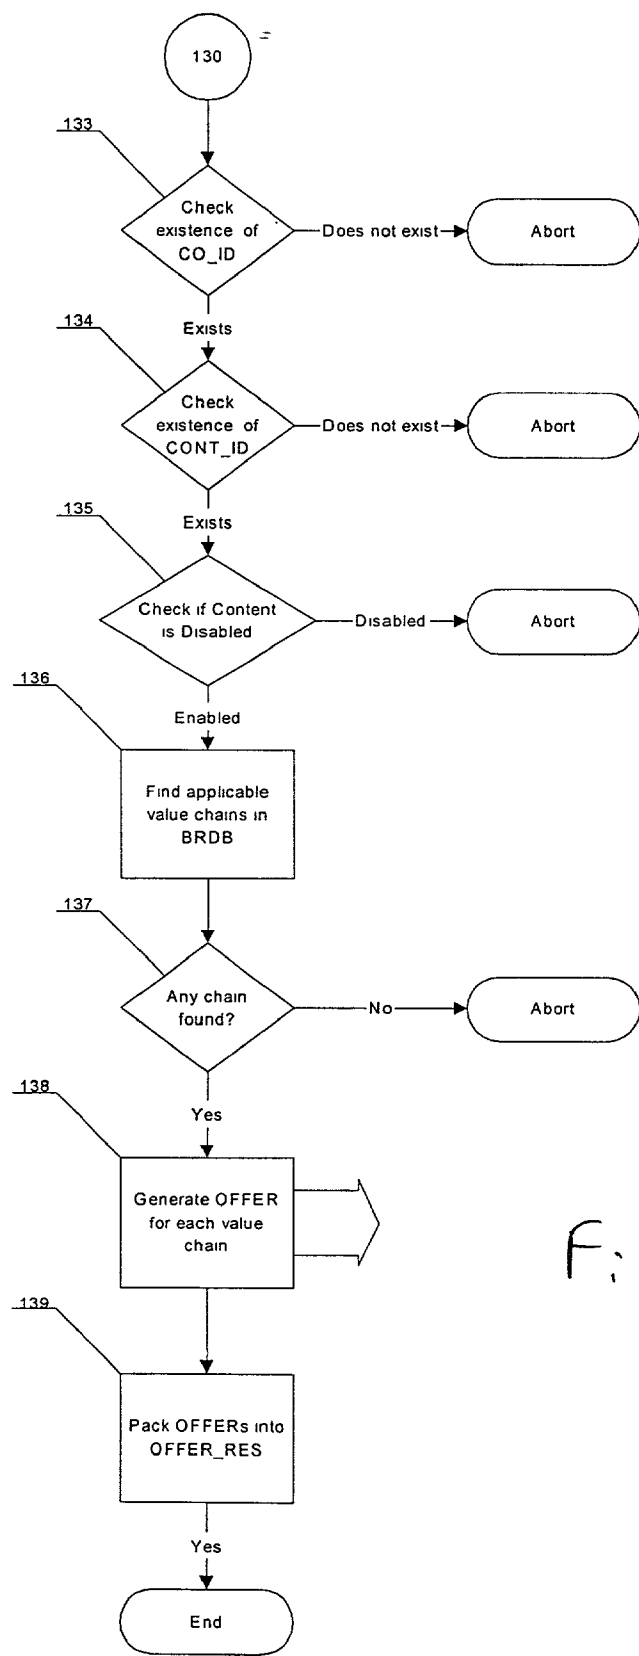 130
133
Check
existence of
CO_ID
Does not exist
Abort
Exists
134
Check
existence of
CONT_ID
Does not exist
Abort
Exists
135
Check if Content
is Disabled
Disabled
Abort
Enabled
136
Find applicable
value chains in
BRDB
137
Any chain
found?
No
Abort
Yes
138
Generate OFFER
for each value
chain
Fi
139
Pack OFFERs into
OFFER_RES
Yes
End